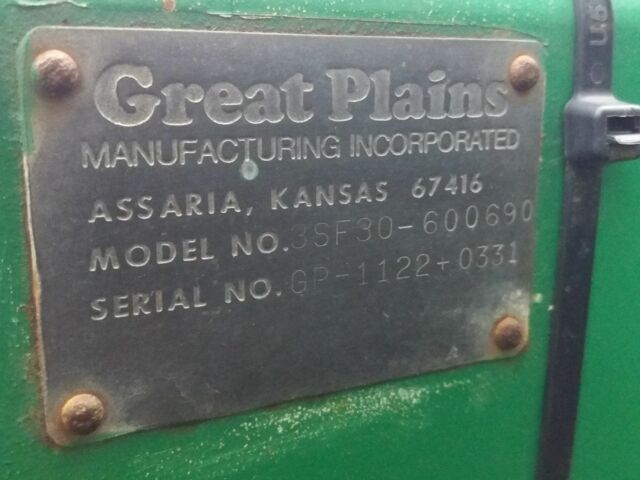 Great Plains
MANUFACTURING INCORPORATED
ASSARIA, KANSAS 67416
MODEL NO. 3SF30-600690
SERIAL NO. GP-1122+0331